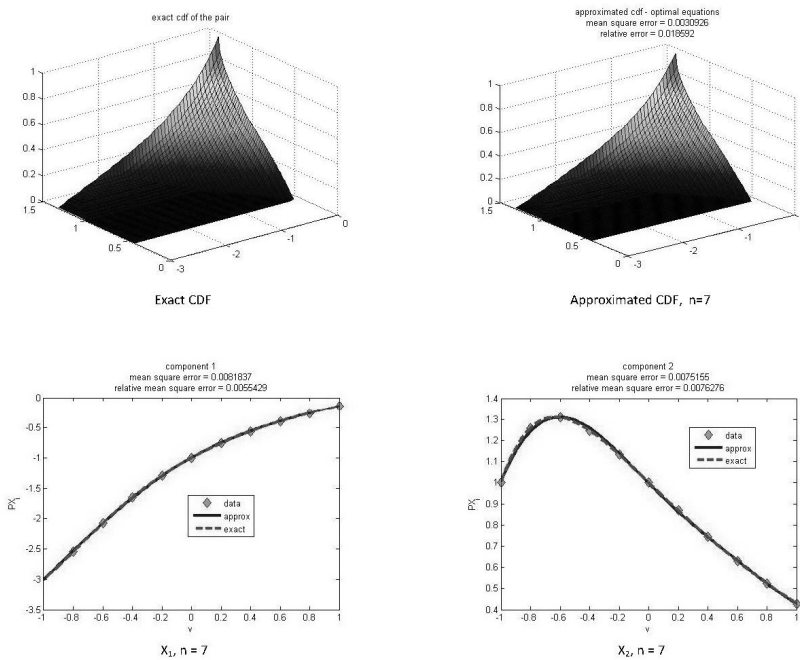 exact cdf of the pair
1
0.8
0.6
0.4
0.2
0
1.5
1
0.5
0
-3
-2
-1
0
Exact CDF
approximated cdf - optimal equations
mean square error = 0.0030926
relative error = 0.018592
1
0.8
0.6
0.4
0.2
0
1.5
1
0.5
0
-3
-2
-1
Approximated CDF, n=7
component 1
mean square error = 0.0081837
relative mean square error = 0.0055429
0
-0.5
-1
-1.5
-2
-2.5
-3
-3.5
PX
i
data
approx
exact
-1
-0.8
-0.6
-0.4
-0.2
0
0.2
0.4
0.6
0.8
1
v
X₁, n = 7
component 2
mean square error = 0.0075155
relative mean square error = 0.0076276
1.4
1.3
1.2
1.1
1
0.9
0.8
0.7
0.6
0.5
0.4
PX
i
data
approx
exact
-1
-0.8
-0.6
-0.4
-0.2
0
0.2
0.4
0.6
0.8
1
v
X₂, n = 7